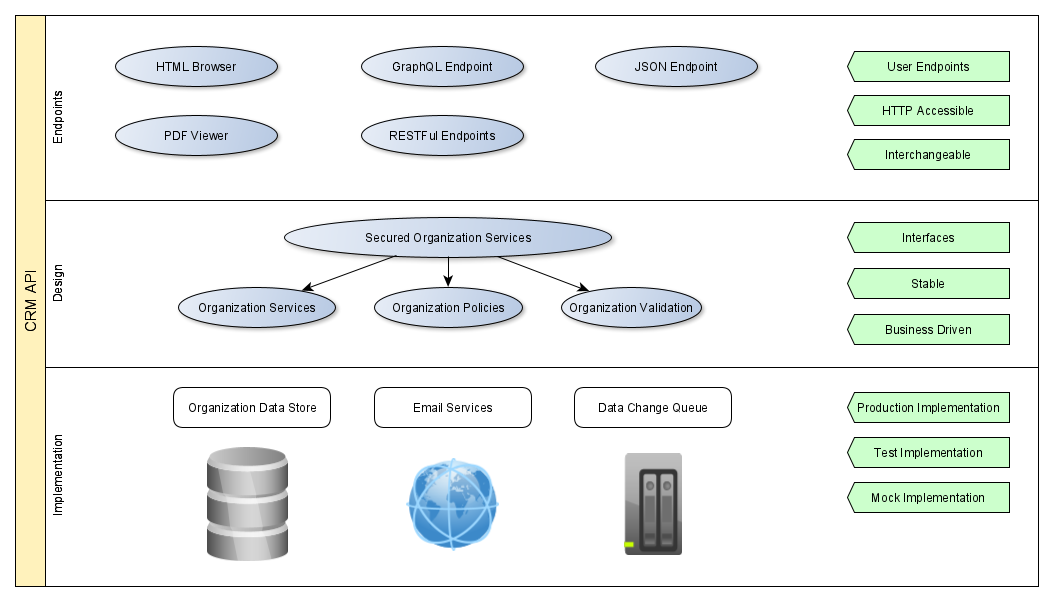 CRM API
Endpoints
HTML Browser
GraphQL Endpoint
JSON Endpoint
User Endpoints
HTTP Accessible
PDF Viewer
RESTFul Endpoints
Interchangeable
Design
Secured Organization Services
Interfaces
Stable
Organization Services
Organization Policies
Organization Validation
Business Driven
Implementation
Organization Data Store
Email Services
Data Change Queue
Production Implementation
Test Implementation
Mock Implementation